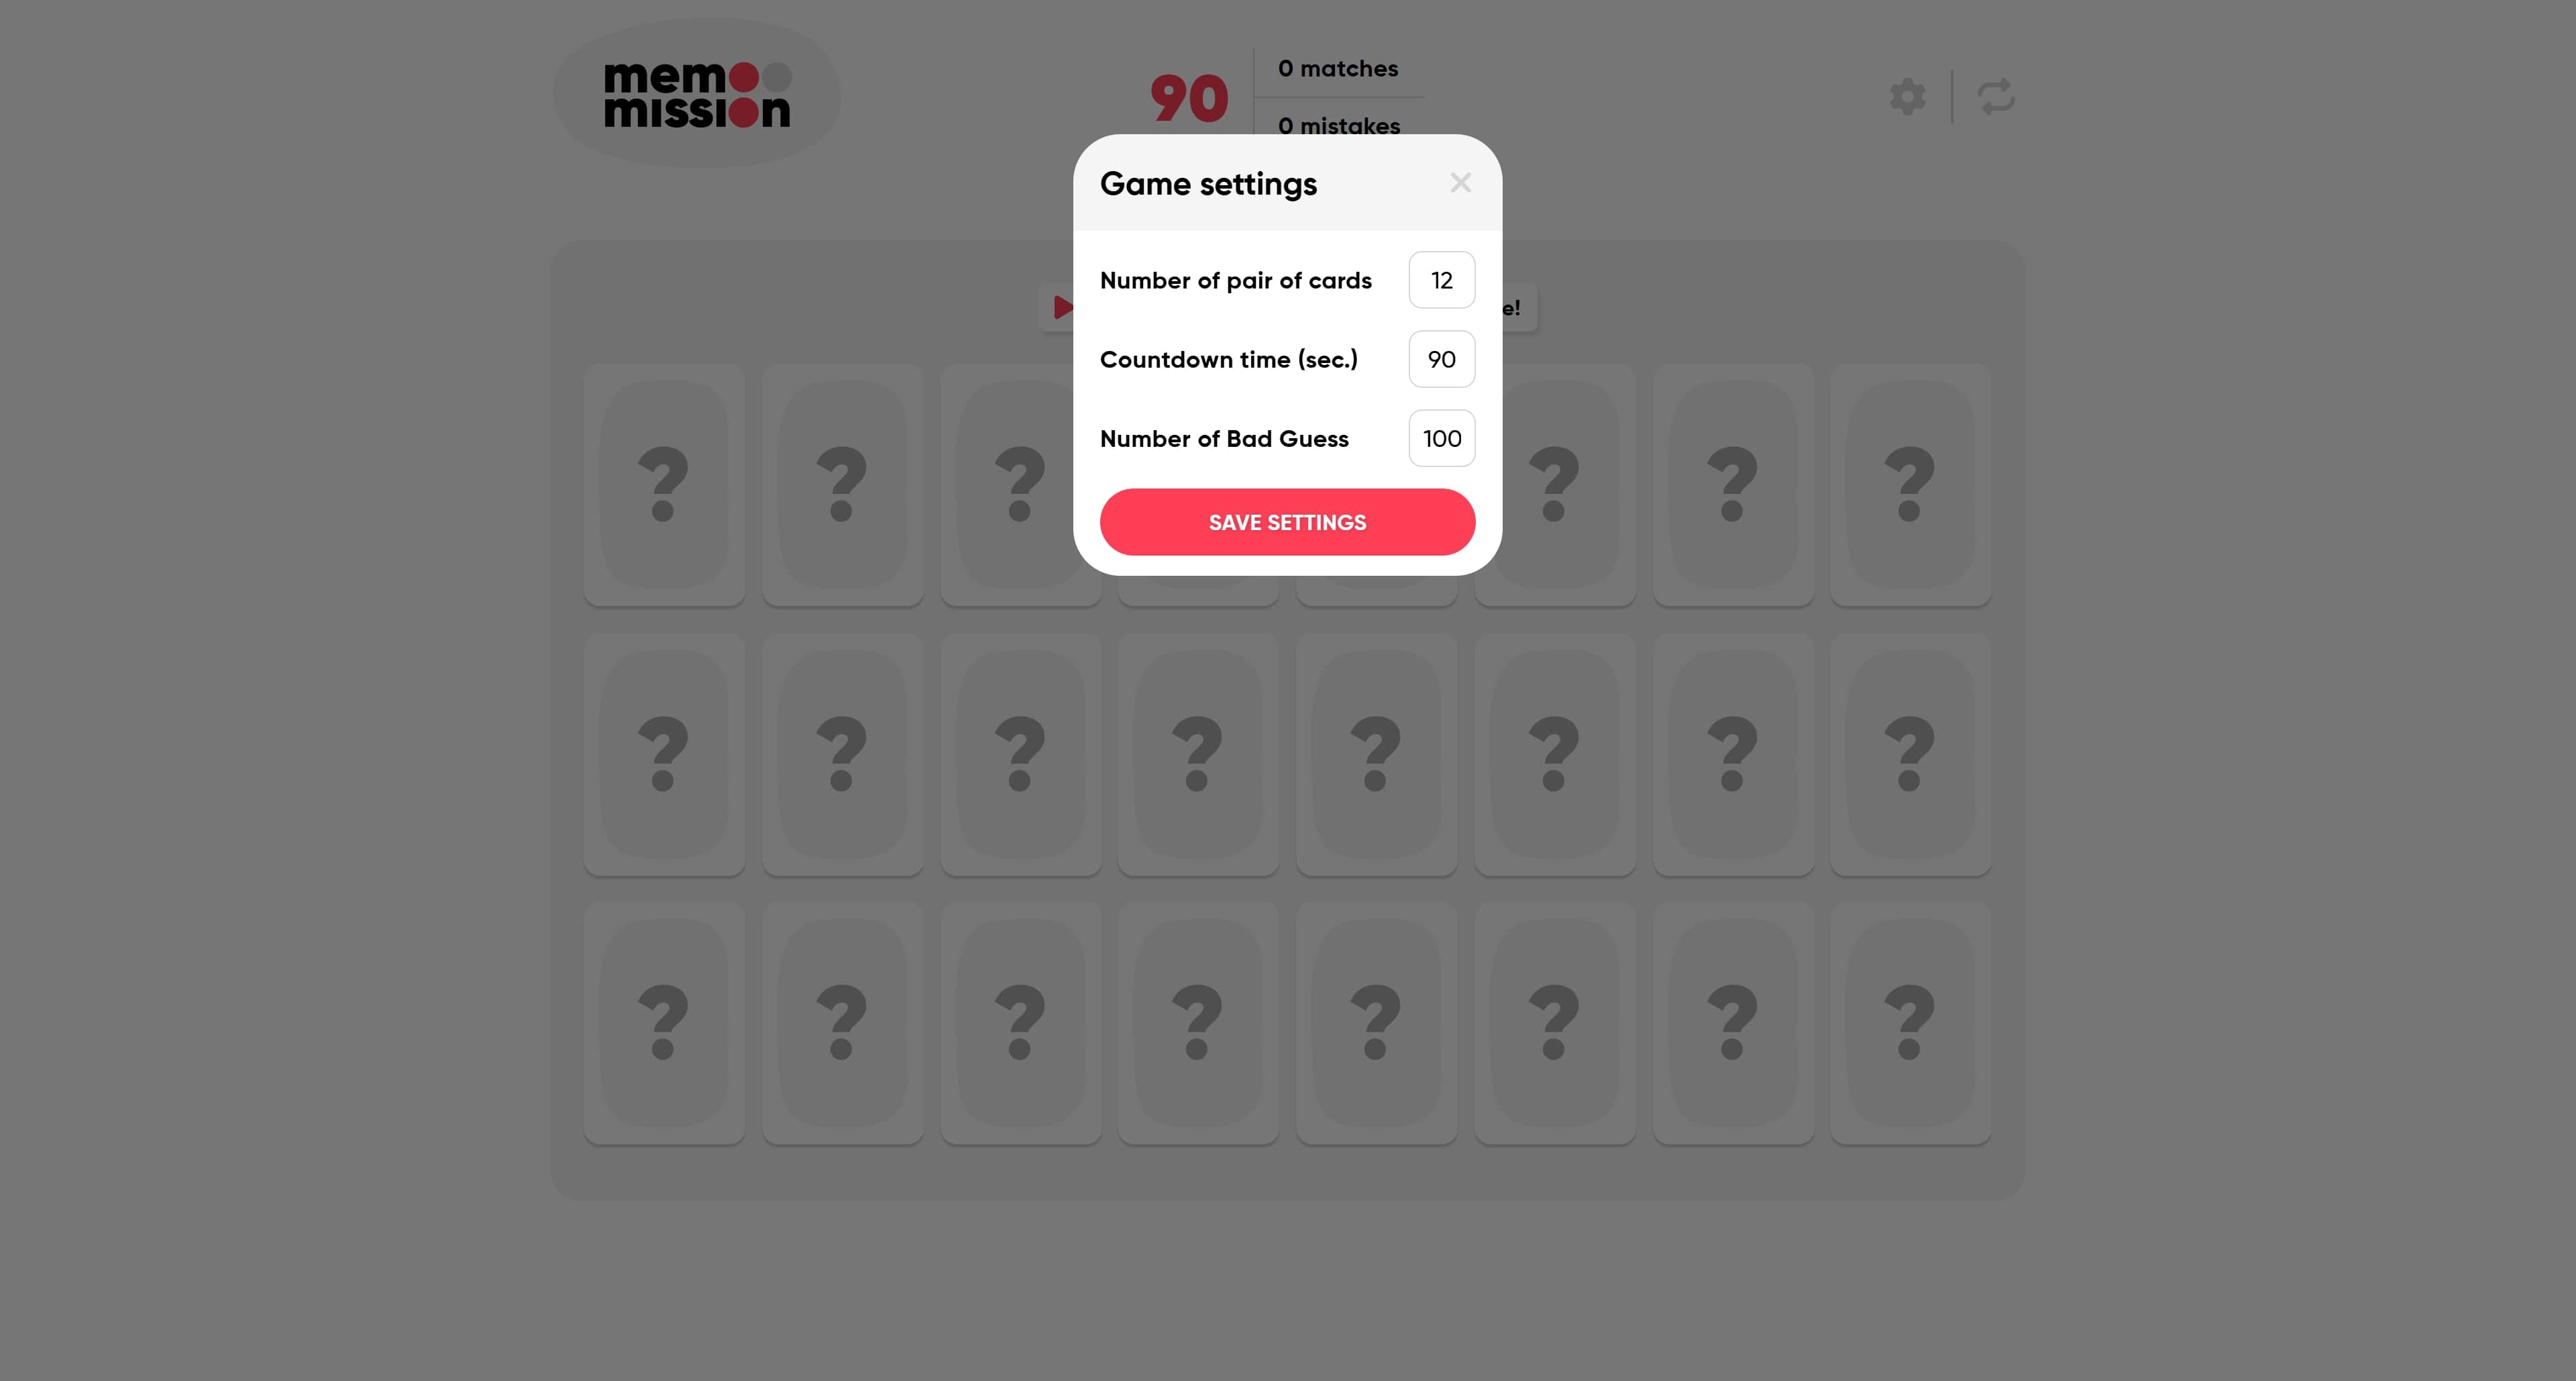 mem
mission
90
0 matches
0 mistakes
Game settings
Number of pair of cards 12
Countdown time (sec.) 90
Number of Bad Guess 100
SAVE SETTINGS
e!
? ? ? ? ? ?
? ? ? ? ? ? ? ?
? ? ? ? ? ? ? ?